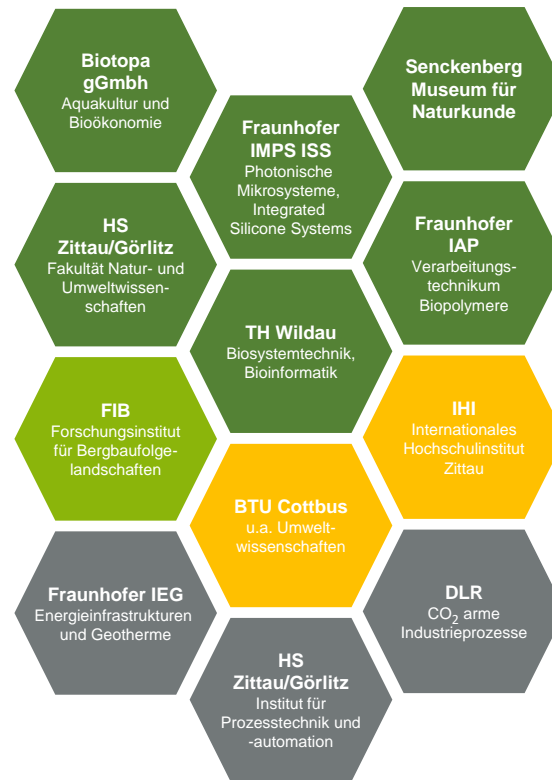 Biotopa
gGmbh
Aquakultur und
Bioökonomie
Senckenberg
Museum für
Naturkunde
Fraunhofer
IMPS ISS
Photonische
Mikrosysteme,
Integrated
Silicone Systems
HS
Zittau/Görlitz
Fakultät Natur- und
Umweltwissen-
schaften
Fraunhofer
IAP
Verarbeitungs-
technikum
Biopolymere
TH Wildau
Biosystemtechnik,
Bioinformatik
FIB
Forschungsinstitut
für Bergbaufolge-
landschaften
IHI
Internationales
Hochschulinstitut
Zittau
BTU Cottbus
u.a. Umwelt-
wissenschaften
Fraunhofer IEG
Energieinfrastrukturen
und Geotherme
DLR
CO₂ arme
Industrieprozesse
HS
Zittau/Görlitz
Institut für
Prozesstechnik und
-automation